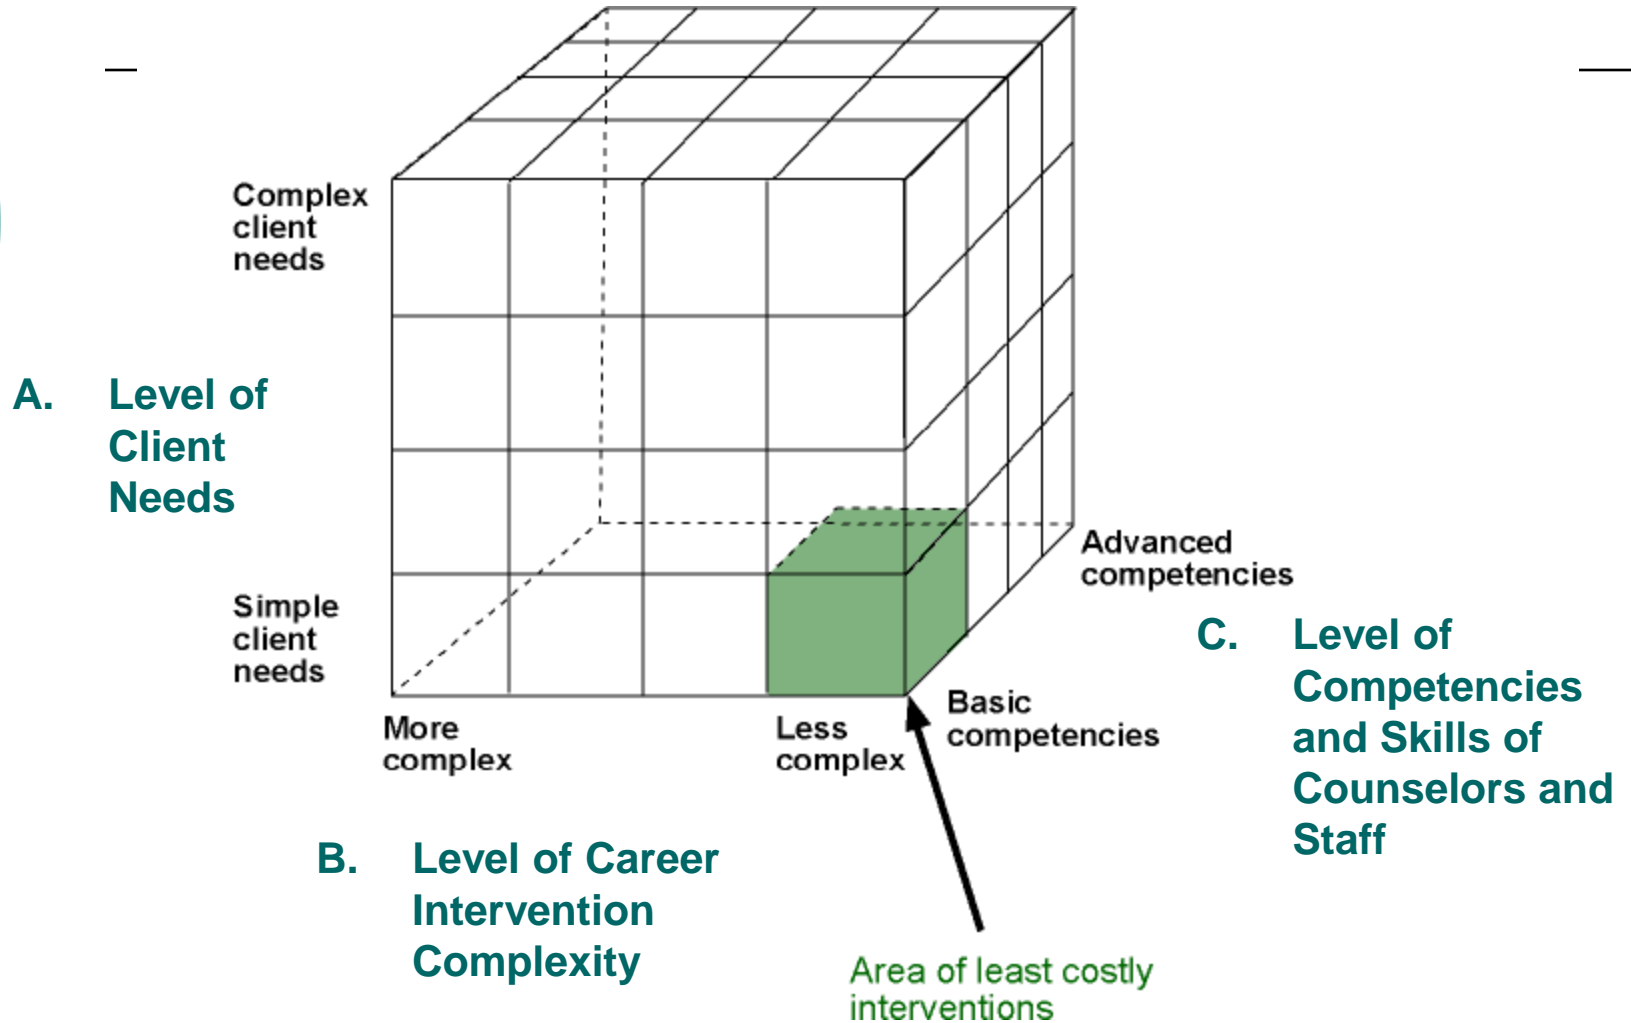 Complex
client
needs
A. Level of
Client
Needs
Simple
client
needs
Advanced
competencies
C. Level of
Competencies
and Skills of
Counselors and
Staff
Basic
competencies
More
complex
Less
complex
B. Level of Career
Intervention
Complexity
Area of least costly
interventions